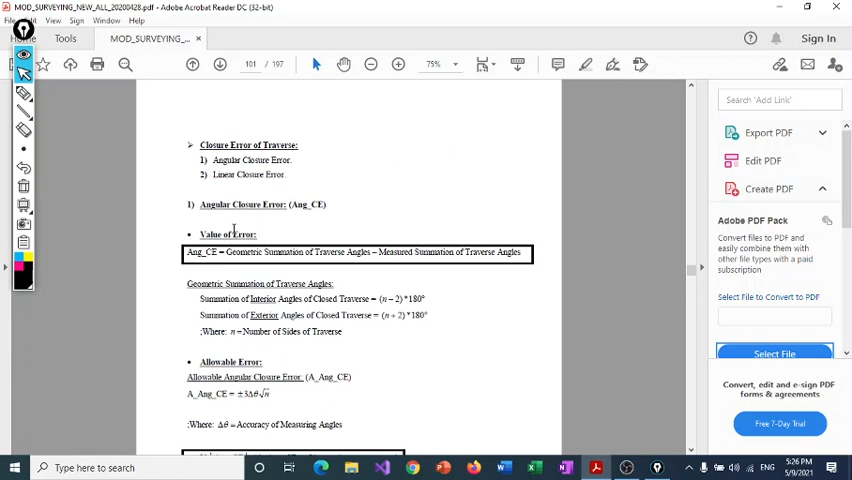 MOD_SURVEYING_NEW_ALL_20200428.pdf - Adobe Acrobat Reader DC (32-bit)
File Edit View Sign Window Help
Home Tools MOD_SURVEYING_... × Sign In
101 / 197 75%
➤ Closure Error of Traverse:
1) Angular Closure Error.
2) Linear Closure Error.
1) Angular Closure Error: (Ang_CE)
• Value of Error:
Ang_CE = Geometric Summation of Traverse Angles – Measured Summation of Traverse Angles
Geometric Summation of Traverse Angles:
Summation of Interior Angles of Closed Traverse = (n − 2) *180°
Summation of Exterior Angles of Closed Traverse = (n + 2) *180°
;Where: n = Number of Sides of Traverse
• Allowable Error:
Allowable Angular Closure Error: (A_Ang_CE)
A_Ang_CE = ±3Δθ√n
;Where: Δθ = Accuracy of Measuring Angles
Search 'Add Link'
Export PDF
Edit PDF
Create PDF
Adobe PDF Pack
Convert files to PDF and
easily combine them with
other file types with a paid
subscription
Select File to Convert to PDF
Select File
Convert, edit and e-sign PDF
forms & agreements
Free 7-Day Trial
Type here to search
ENG
5:26 PM
5/9/2021